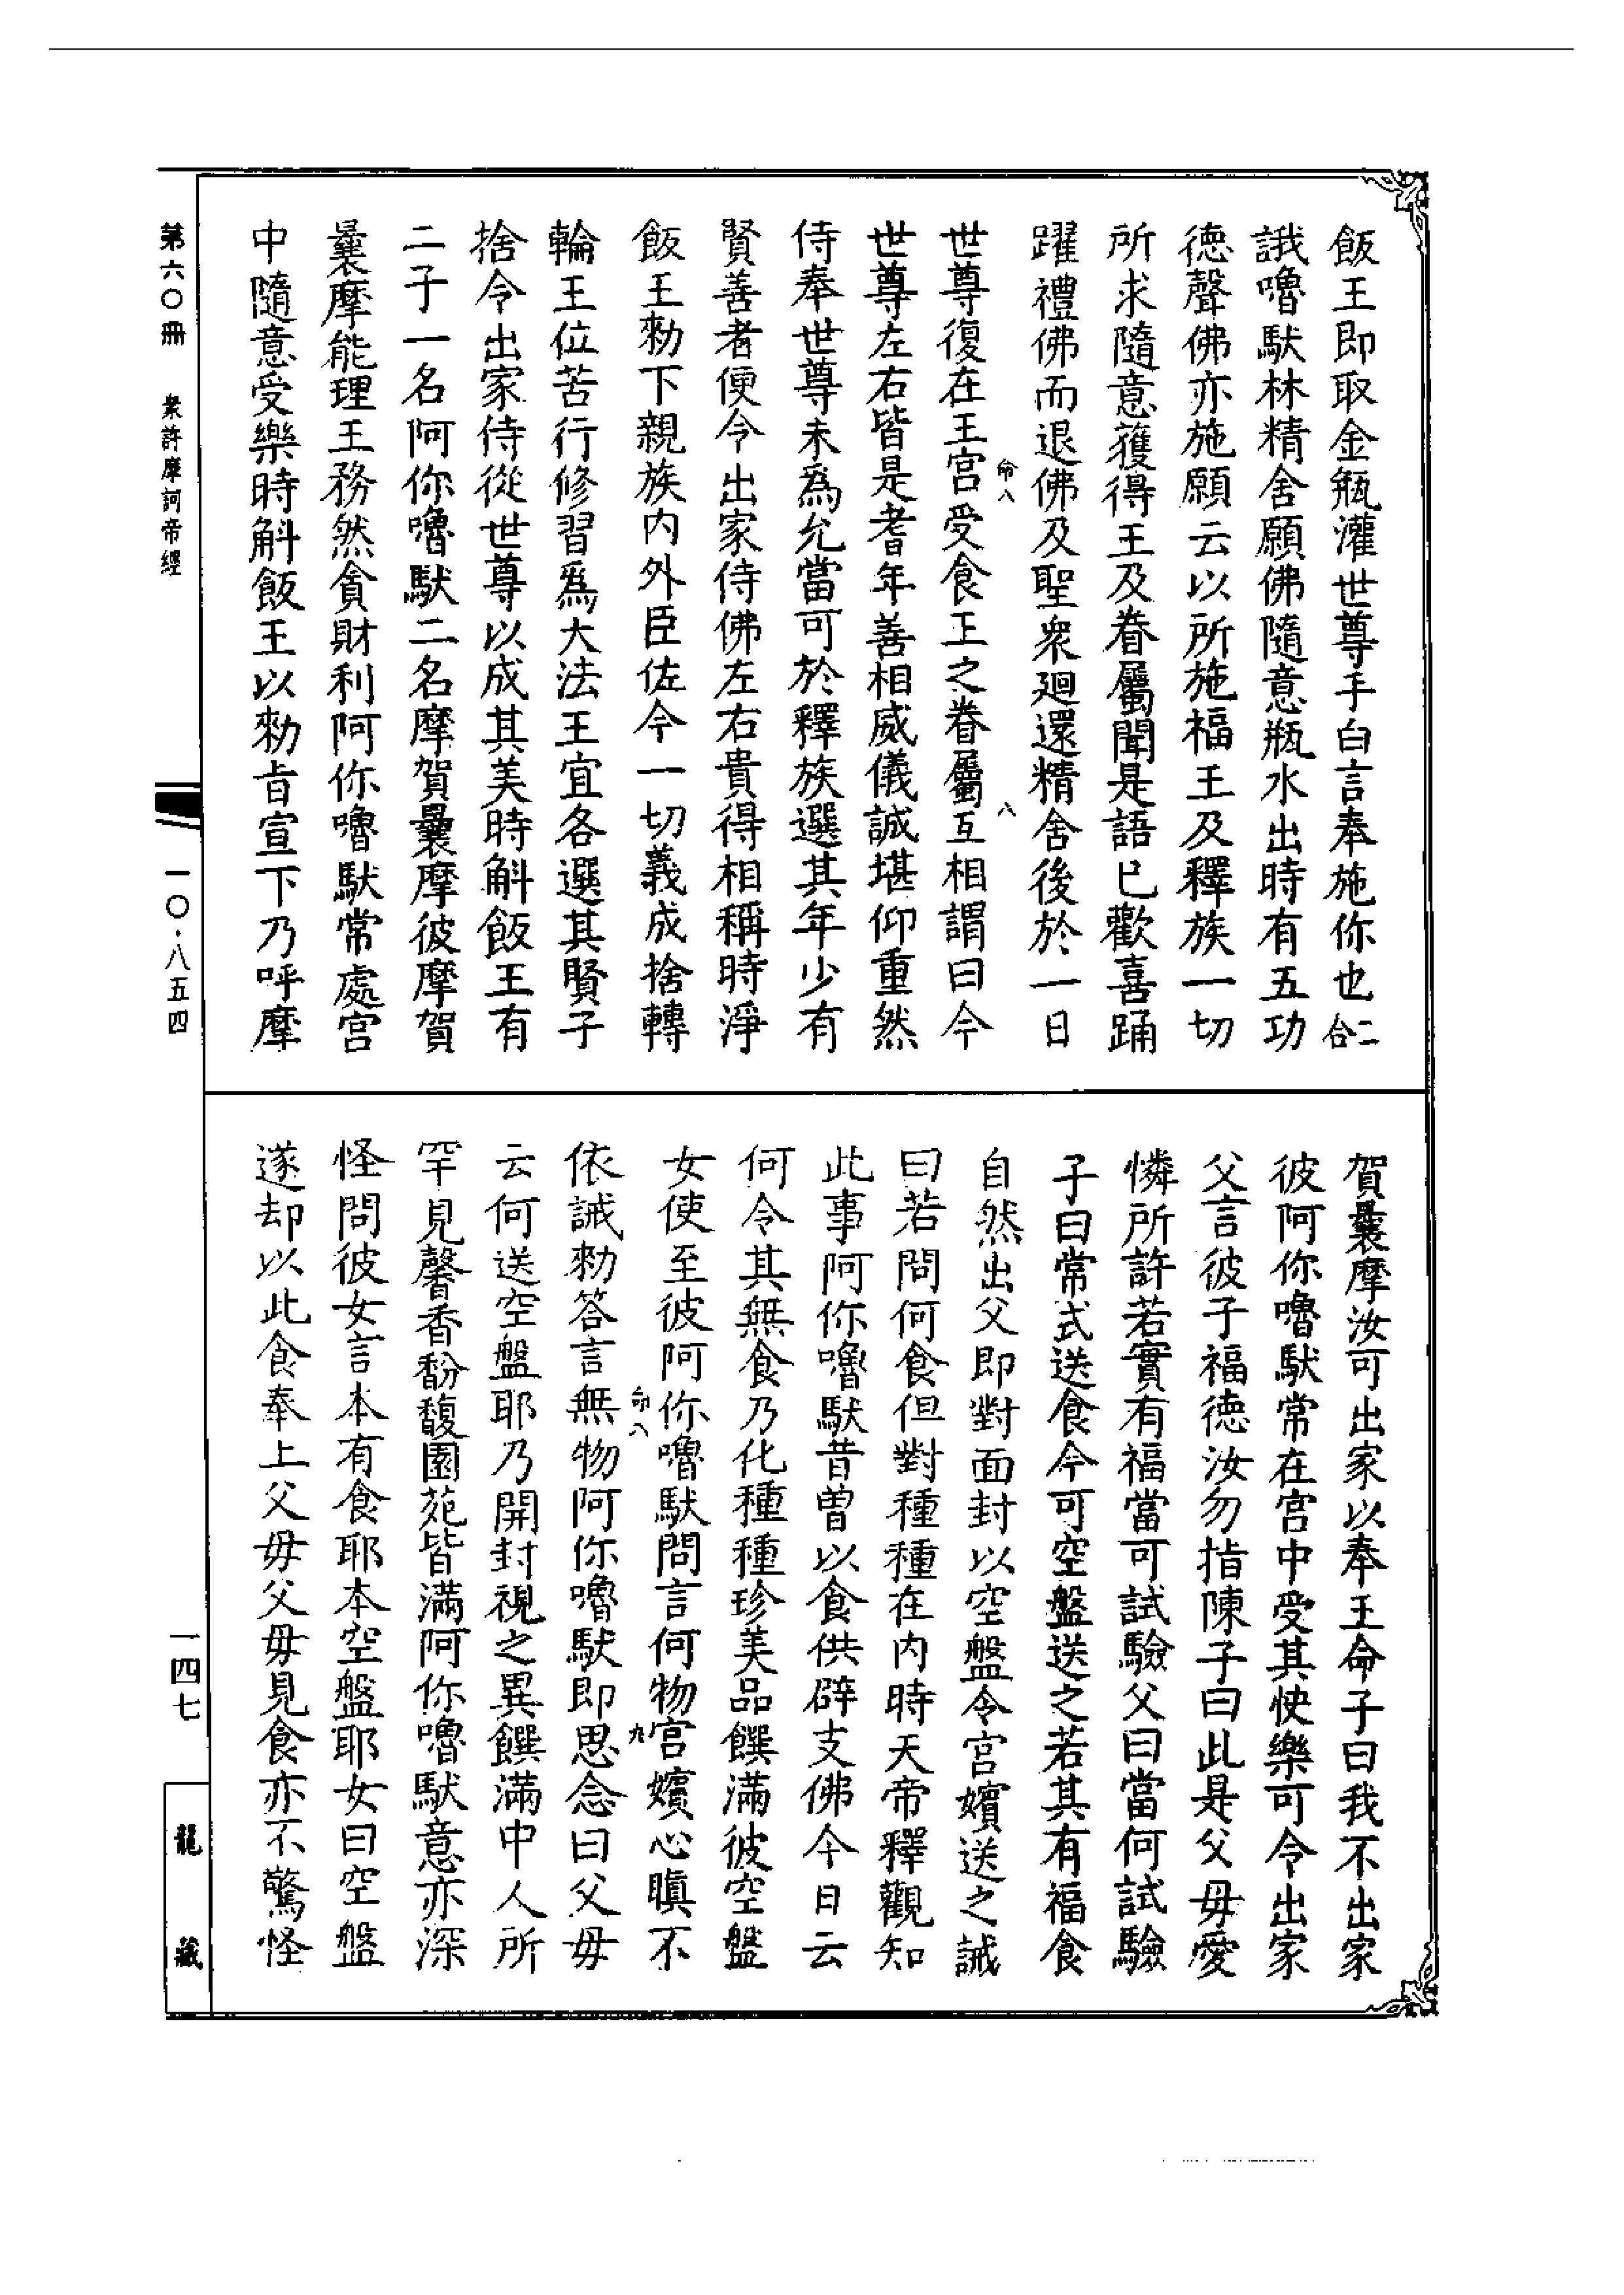 飯王即取金瓶灌世尊手白言奉施你也二合
誐嚕馱林精舍願佛隨意瓶水出時有五功
德聲佛亦施願云以所施福王及釋族一切
所求隨意獲得王及眷屬聞是語已歡喜踊
躍禮佛而退佛及聖衆廻還精舍後於一日
命八 八
世尊復在王宫受食王之眷屬互相謂曰今
世尊左右皆是耆年善相威儀誠堪仰重然
侍奉世尊未爲允當可於釋族選其年少有
賢善者便令出家侍佛左右貴得相稱時淨
飯王勑下親族内外臣佐今一切義成捨轉
輪王位苦行修習爲大法王宜各選其賢子
捨令出家侍從世尊以成其美時斛飯王有
二子一名阿你嚕馱二名摩賀曩摩彼摩賀
曩摩能理王務然貪財利阿你嚕馱常處宫
中隨意受樂時斛飯王以勑旨宣下乃呼摩
賀曩摩汝可出家以奉王命子曰我不出家
彼阿你嚕馱常在宫中受其快樂可令出家
父言彼子福德汝勿指陳子曰此是父母愛
憐所許若實有福當可試驗父曰當何試驗
子曰常式送食今可空盤送之若其有福食
自然出父即對面封以空盤令宫嬪送之誡
曰若問何食但對種種在内時天帝釋觀知
此事阿你嚕馱昔曾以食供辟支佛今日云
何令其無食乃化種種珍美品饌滿彼空盤
女使至彼阿你嚕馱問言何物宫嬪心瞋不
命八 九
依誡勑答言無物阿你嚕馱即思念曰父母
云何送空盤耶乃開封視之異饌滿中人所
罕見馨香馚馥園苑皆滿阿你嚕馱意亦深
怪問彼女言本有食耶本空盤耶女曰空盤
遂却以此食奉上父母父母見食亦不驚怪
第六〇冊 衆許摩訶帝經
一〇·八五四
一四七
龍藏